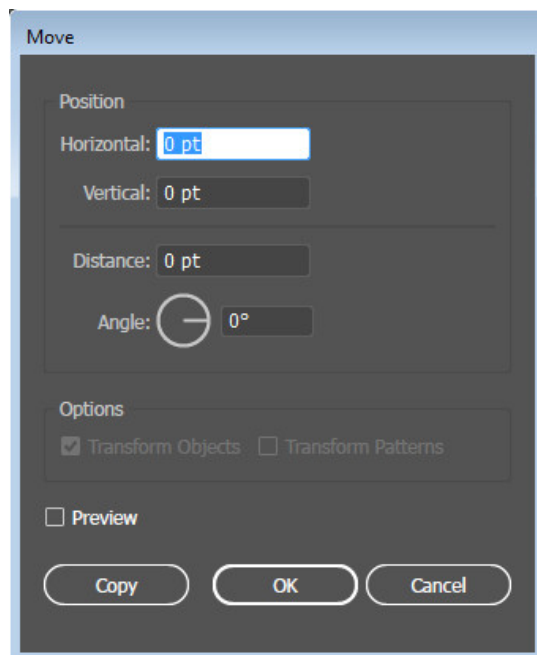 Move
Position
Horizontal: 0 pt
Vertical: 0 pt
Distance: 0 pt
Angle: 0°
Options
Transform Objects Transform Patterns
Preview
Copy OK Cancel